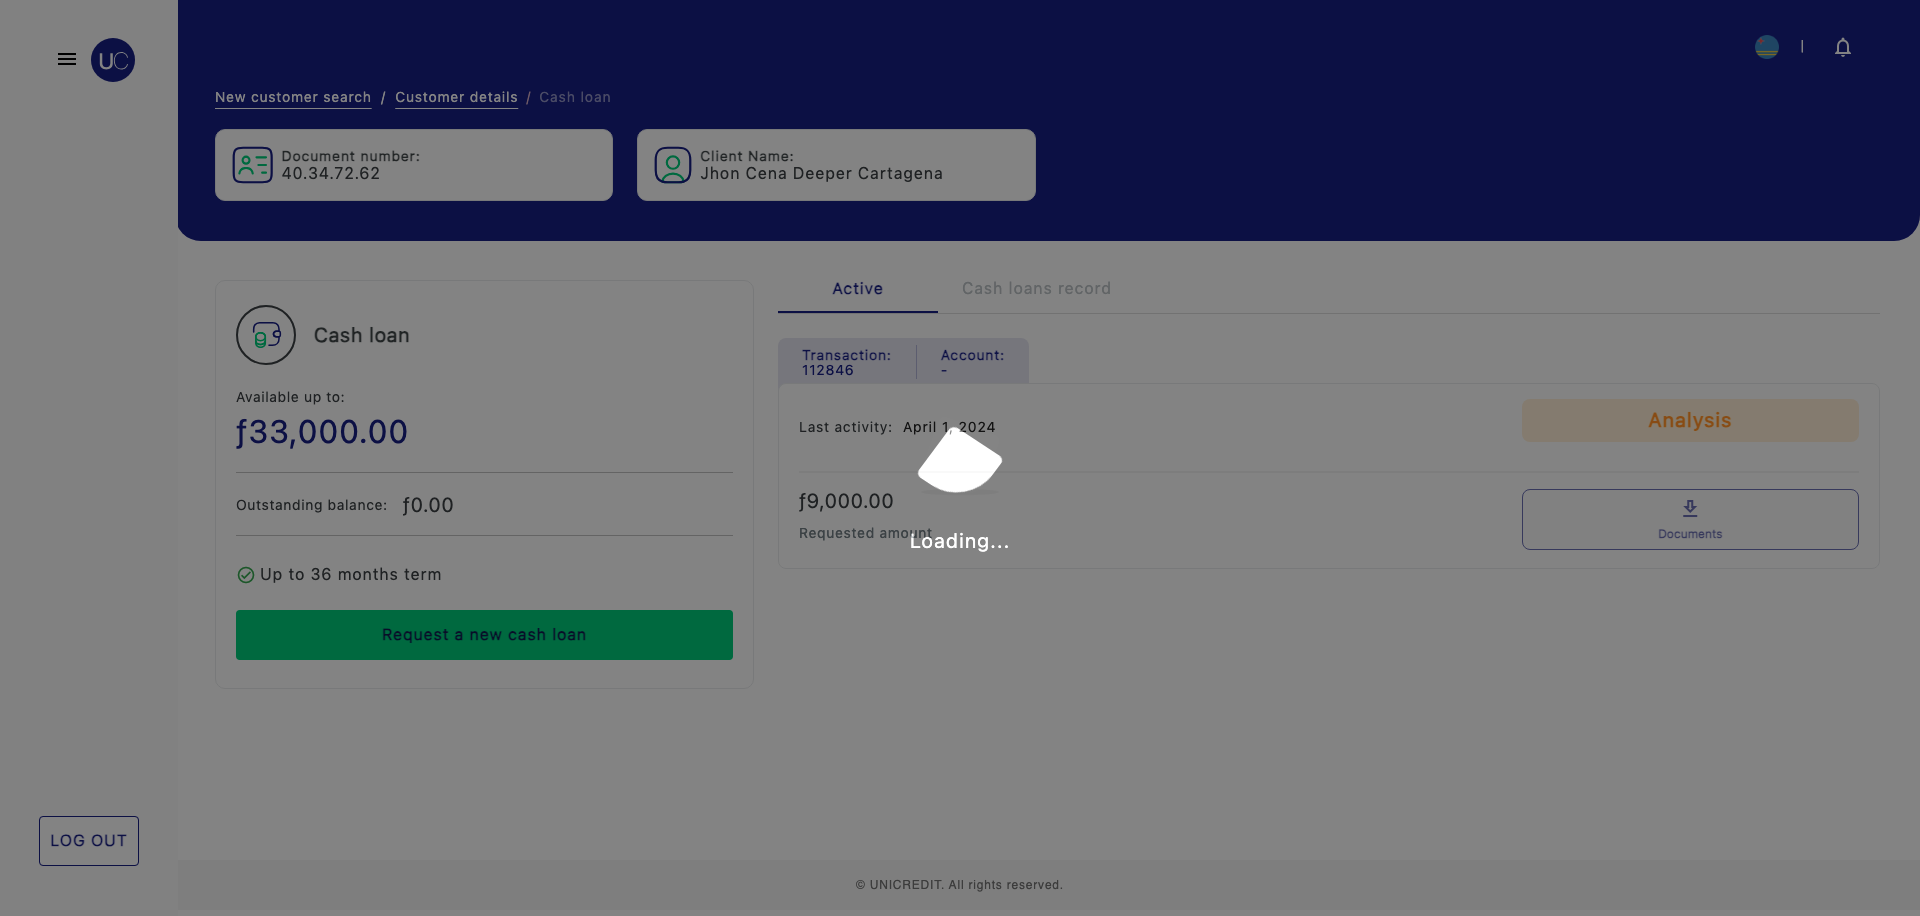 UC
New customer search / Customer details / Cash loan
Document number:
40.34.72.62
Client Name:
Jhon Cena Deeper Cartagena
Cash loan
Available up to:
ƒ33,000.00
Outstanding balance: ƒ0.00
Up to 36 months term
Request a new cash loan
Active
Cash loans record
Transaction:
112846
Account:
-
Last activity: April 1, 2024
Analysis
ƒ9,000.00
Requested amount
Documents
Loading...
LOG OUT
© UNICREDIT. All rights reserved.